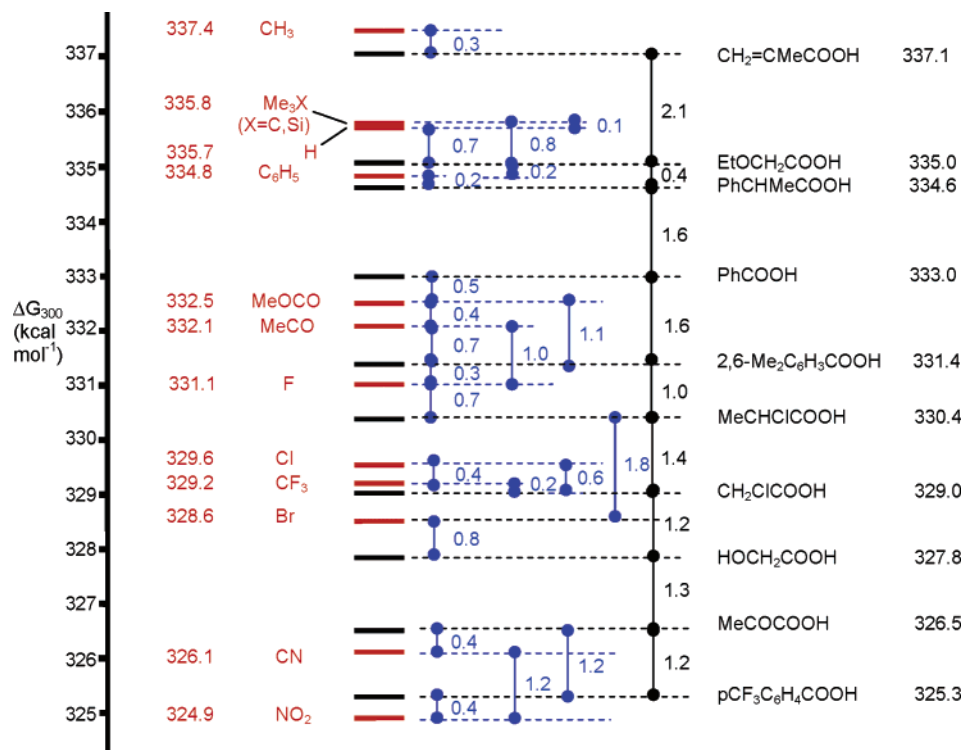 337.4 CH₃
0.3
337
CH₂=CMeCOOH 337.1
335.8 Me₃X
2.1
336
(X=C,Si)
0.1
0.7 0.8
335.7 H
EtOCH₂COOH 335.0
335
334.8 C₆H₅
0.2 0.2 0.4
PhCHMeCOOH 334.6
334
1.6
333
PhCOOH 333.0
0.5
332.5 MeOCO
ΔG₃₀₀
(kcal
mol⁻¹)
0.4
332
332.1 MeCO
1.1 1.6
0.7 1.0
2,6-Me₂C₆H₃COOH 331.4
0.3
331
331.1 F
1.0
0.7
MeCHClCOOH 330.4
330
329.6 Cl
1.8 1.4
0.4 0.2 0.6
329.2 CF₃
329
CH₂ClCOOH 329.0
328.6 Br
1.2
0.8
328
HOCH₂COOH 327.8
1.3
327
MeCOCOOH 326.5
0.4
326.1 CN
326
1.2 1.2 1.2
pCF₃C₆H₄COOH 325.3
0.4
325
324.9 NO₂